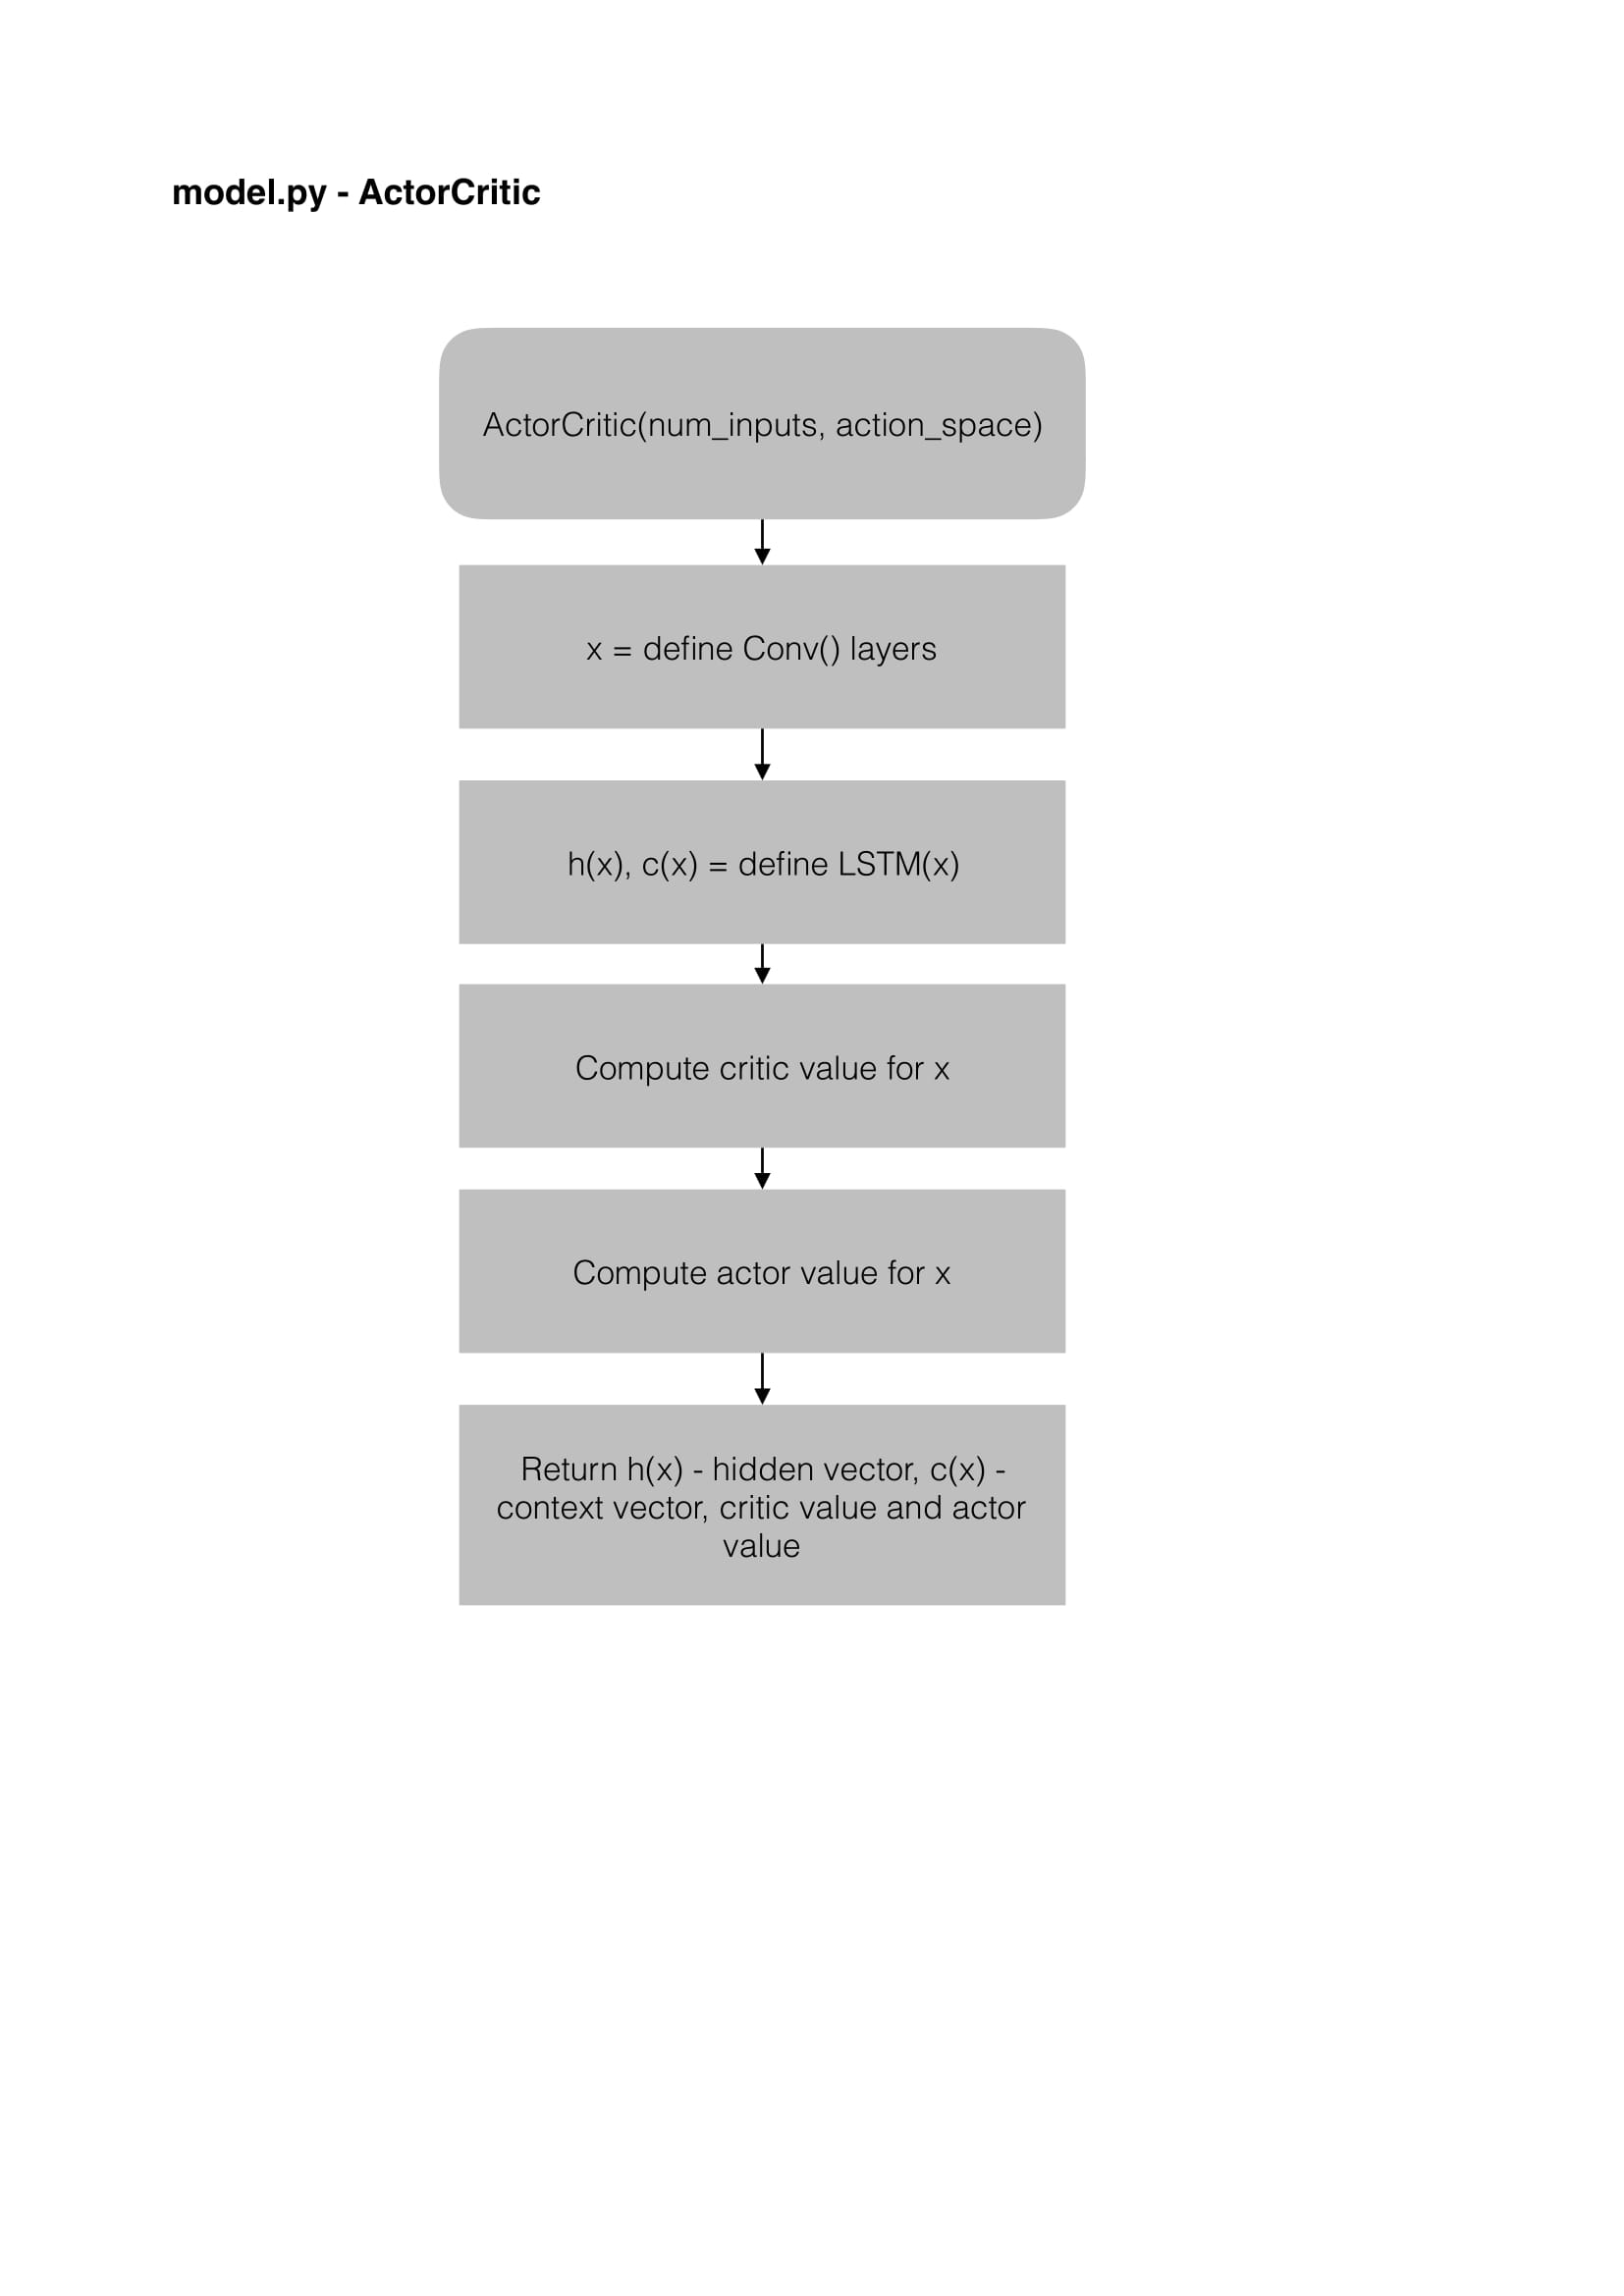 model.py - ActorCritic
ActorCritic(num_inputs, action_space)
x = define Conv() layers
h(x), c(x) = define LSTM(x)
Compute critic value for x
Compute actor value for x
Return h(x) - hidden vector, c(x) -
context vector, critic value and actor
value